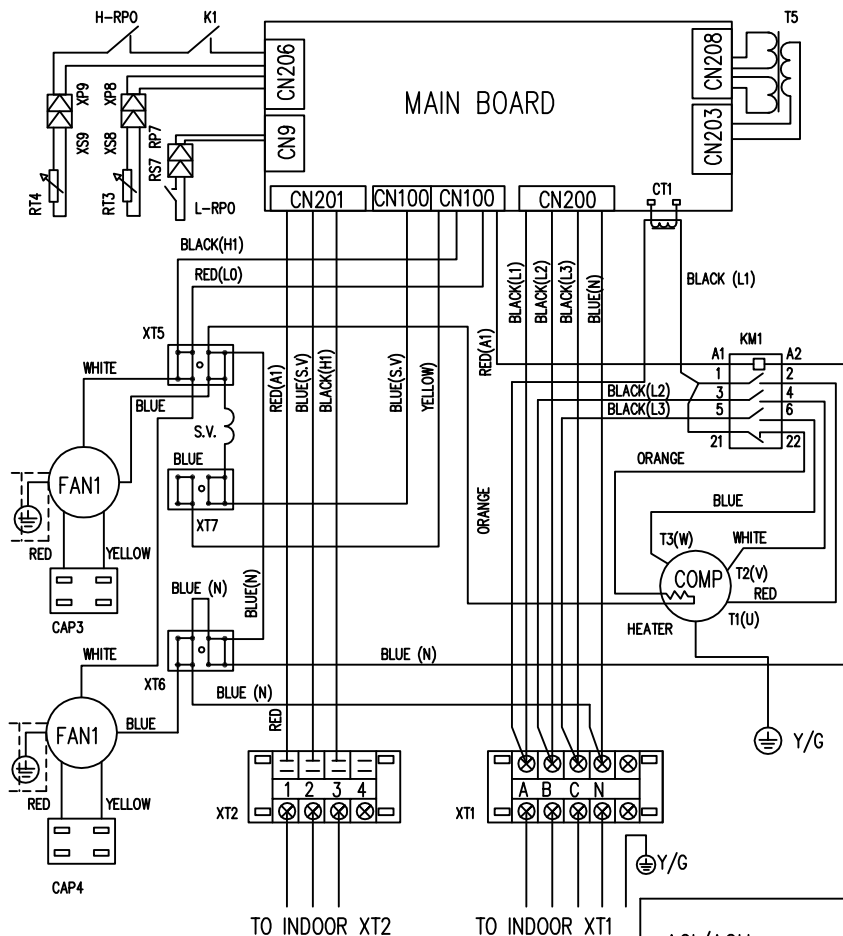 H-RPO
K1
T5
CN206
CN208
MAIN BOARD
XP9
XP8
XS9
XS8
RP7
RS7
CN9
CN203
RT4
RT3
L-RPO
CN201
CN100
CN100
CN200
CT1
BLACK(H1)
RED(L0)
BLACK(L1)
BLACK(L2)
BLACK(L3)
BLUE(N)
BLACK (L1)
XT5
KM1
RED(A1)
A1
A2
WHITE
1
2
RED(A1)
BLUE(S.V)
BLACK(H1)
BLUE(S.V)
YELLOW)
BLACK(L2)
3
4
BLUE
BLACK(L3)
5
6
S.V.
21
22
BLUE
ORANGE
FAN1
ORANGE
XT7
BLUE
T3(W)
WHITE
RED
YELLOW
COMP
T2(V)
BLUE (N)
BLUE(N)
RED
T1(U)
CAP3
HEATER
WHITE
BLUE (N)
XT6
BLUE (N)
RED
BLUE
FAN1
Y/G
1 2 3 4
A B C N
RED
YELLOW
XT2
XT1
Y/G
CAP4
TO INDOOR XT2
TO INDOOR XT1